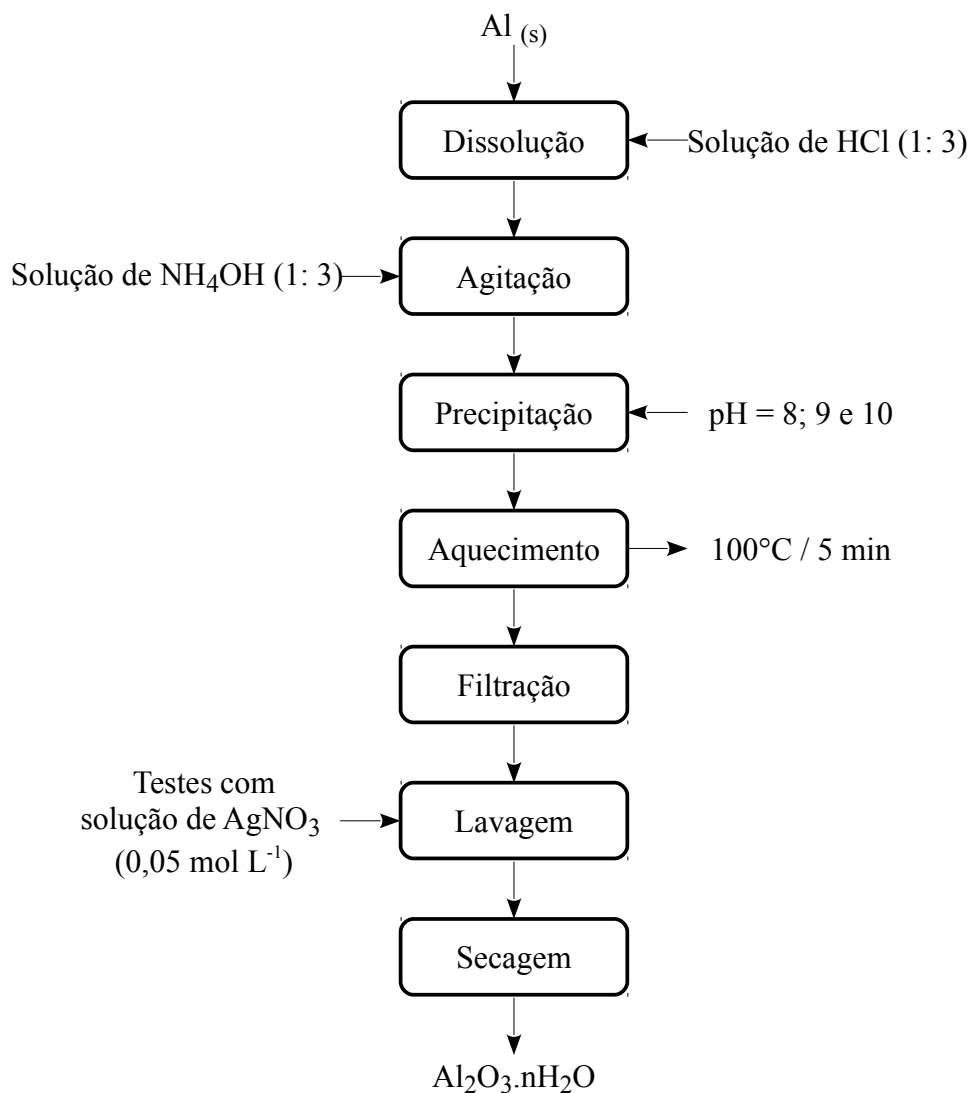 Al (s)
Dissolução
Solução de HCl (1: 3)
Solução de NH4OH (1: 3)
Agitação
Precipitação
pH = 8; 9 e 10
Aquecimento
100°C / 5 min
Filtração
Testes com
solução de AgNO3
(0,05 mol L-1)
Lavagem
Secagem
Al2O3.nH2O